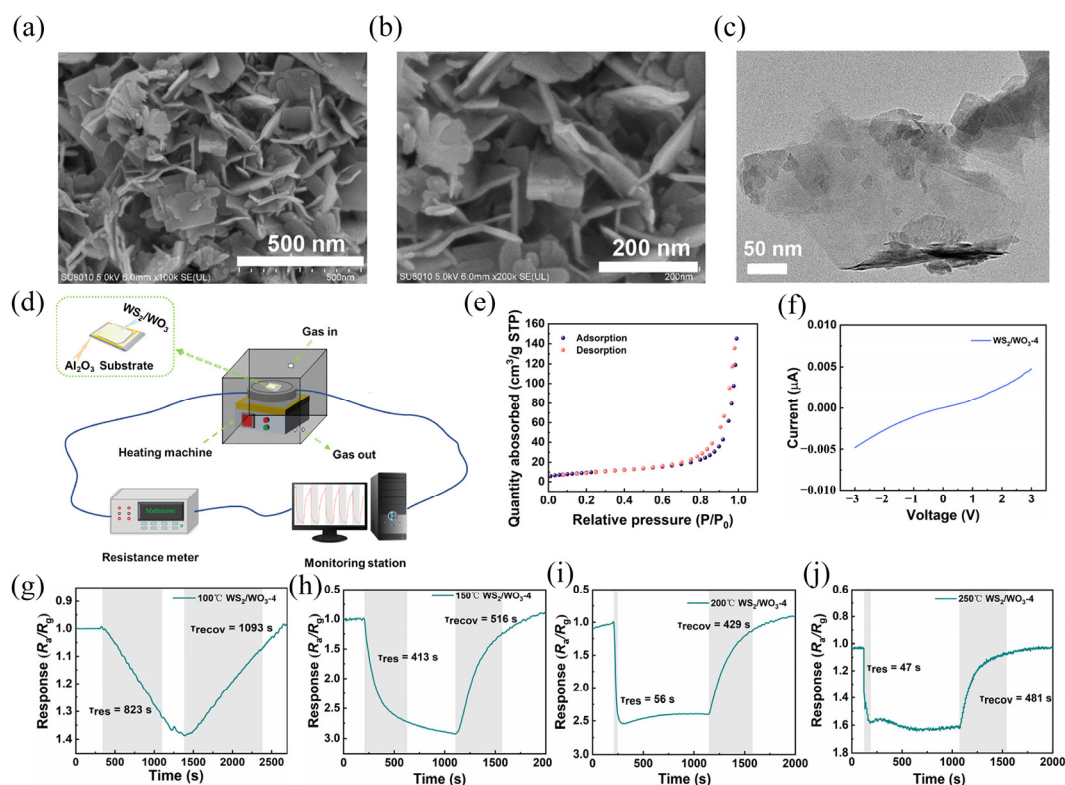 (a)
(b)
(c)
500 nm
SU8010 5.0kV 6.0mm x100k SE(UL)
500nm
200 nm
SU8010 5.0kV 6.0mm x200k SE(UL)
200nm
50 nm
(d)
WS2/WO3
Al2O3 Substrate
Gas in
Heating machine
Gas out
Multimeter
Resistance meter
Monitoring station
(e)
Quantity abosorbed (cm3/g STP)
160
140
120
100
80
60
40
20
0
Adsorption
Desorption
0.0 0.2 0.4 0.6 0.8 1.0
Relative pressure (P/P0)
(f)
Current (μA)
0.010
0.005
0.000
−0.005
−0.010
WS2/WO3-4
−3 −2 −1 0 1 2 3
Voltage (V)
(g)
Response (Ra/Rg)
1.0
1.1
1.2
1.3
1.4
100℃ WS2/WO3-4
τrecov = 1093 s
τres = 823 s
0 500 1000 1500 2000 2500
Time (s)
(h)
Response (Ra/Rg)
0.5
1.0
1.5
2.0
2.5
3.0
150℃ WS2/WO3-4
τrecov = 516 s
τres = 413 s
0 500 1000 1500 200
Time (s)
(i)
Response (Ra/Rg)
0.5
1.0
1.5
2.0
2.5
3.0
200℃ WS2/WO3-4
τrecov = 429 s
τres = 56 s
0 500 1000 1500 2000
Time (s)
(j)
Response (Ra/Rg)
0.8
1.0
1.2
1.4
1.6
1.8
250℃ WS2/WO3-4
τres = 47 s
τrecov = 481 s
0 500 1000 1500 2000
Time (s)